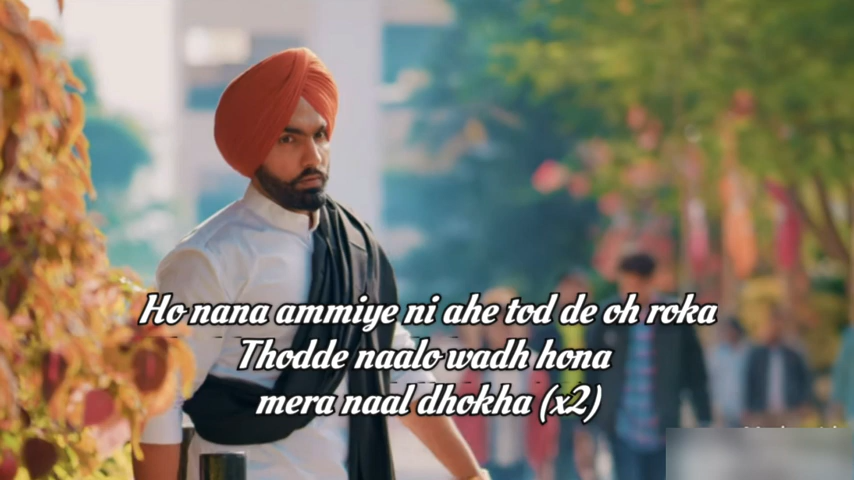 Ho nana ammiye ni ahe tod de oh roka
Thodde naalo wadh hona
mera naal dhokha (x2)